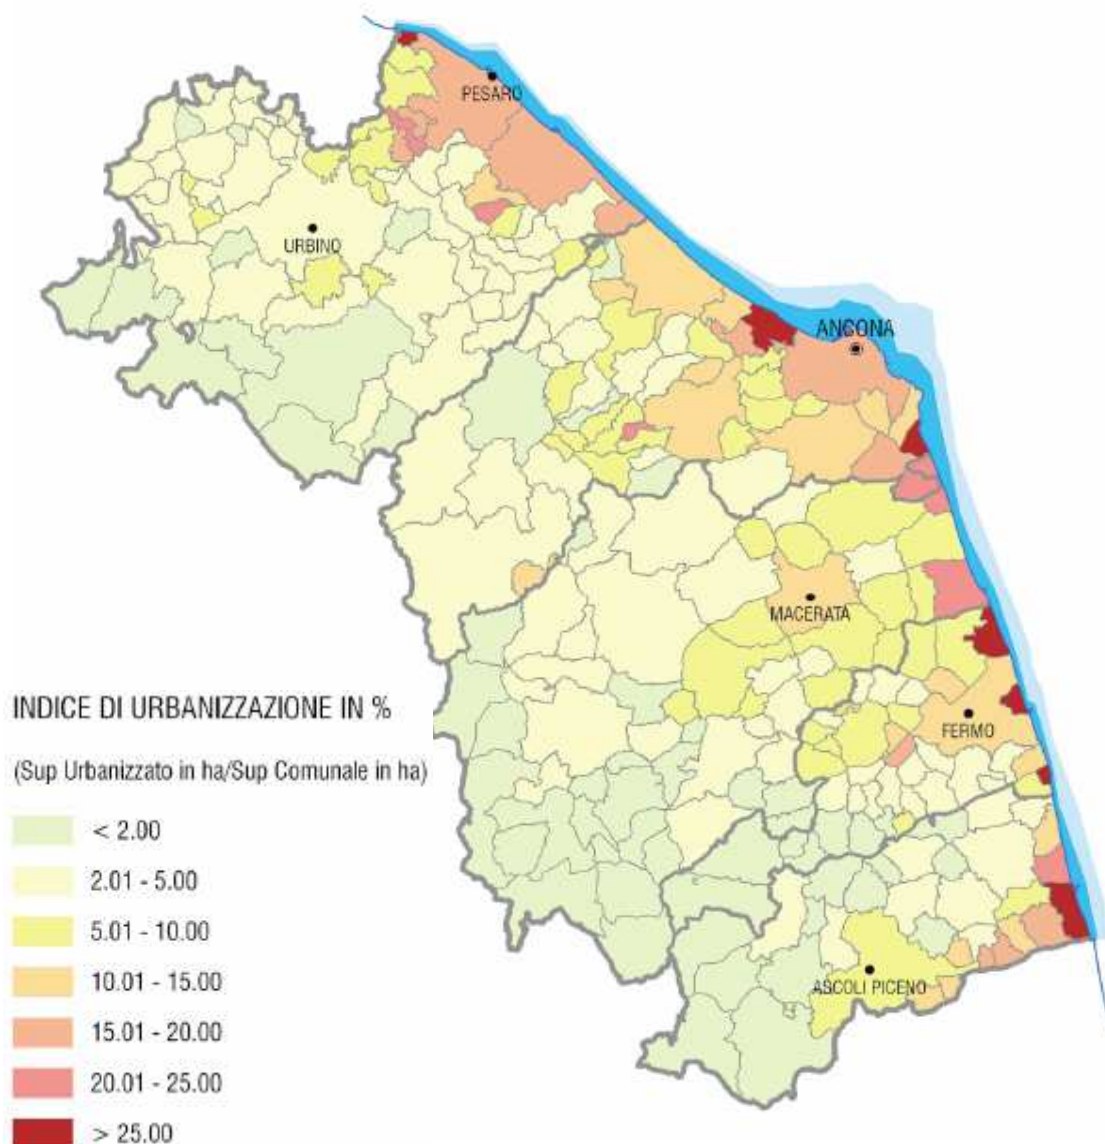 PESARO
URBINO
ANCONA
MACERATA
FERMO
ASCOLI PICENO
INDICE DI URBANIZZAZIONE IN %
(Sup Urbanizzato in ha/Sup Comunale in ha)
< 2.00
2.01 - 5.00
5.01 - 10.00
10.01 - 15.00
15.01 - 20.00
20.01 - 25.00
> 25.00